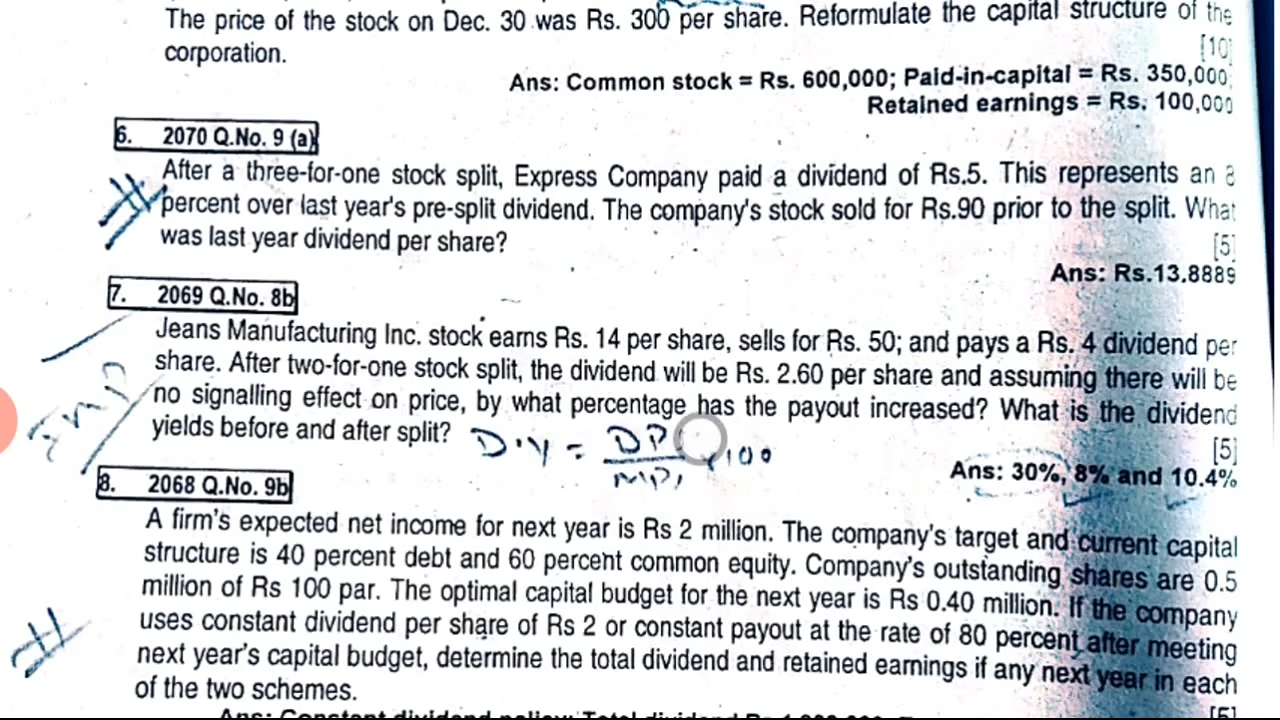 The price of the stock on Dec. 30 was Rs. 300 per share. Reformulate the capital structure of the
corporation. [10]
Ans: Common stock = Rs. 600,000; Paid-in-capital = Rs. 350,000;
Retained earnings = Rs. 100,000
6. 2070 Q.No. 9 (a)
After a three-for-one stock split, Express Company paid a dividend of Rs.5. This represents an 8
percent over last year's pre-split dividend. The company's stock sold for Rs.90 prior to the split. What
was last year dividend per share? [5]
Ans: Rs.13.8889
7. 2069 Q.No. 8b
Jeans Manufacturing Inc. stock earns Rs. 14 per share, sells for Rs. 50; and pays a Rs. 4 dividend per
share. After two-for-one stock split, the dividend will be Rs. 2.60 per share and assuming there will be
no signalling effect on price, by what percentage has the payout increased? What is the dividend
yields before and after split? [5]
D.Y = DPS / MPS × 100
Ans: 30%, 8% and 10.4%
8. 2068 Q.No. 9b
A firm's expected net income for next year is Rs 2 million. The company's target and current capital
structure is 40 percent debt and 60 percent common equity. Company's outstanding shares are 0.5
million of Rs 100 par. The optimal capital budget for the next year is Rs 0.40 million. If the company
uses constant dividend per share of Rs 2 or constant payout at the rate of 80 percent after meeting
next year's capital budget, determine the total dividend and retained earnings if any next year in each
of the two schemes. [5]
Ans: Constant dividend policy: Total dividend